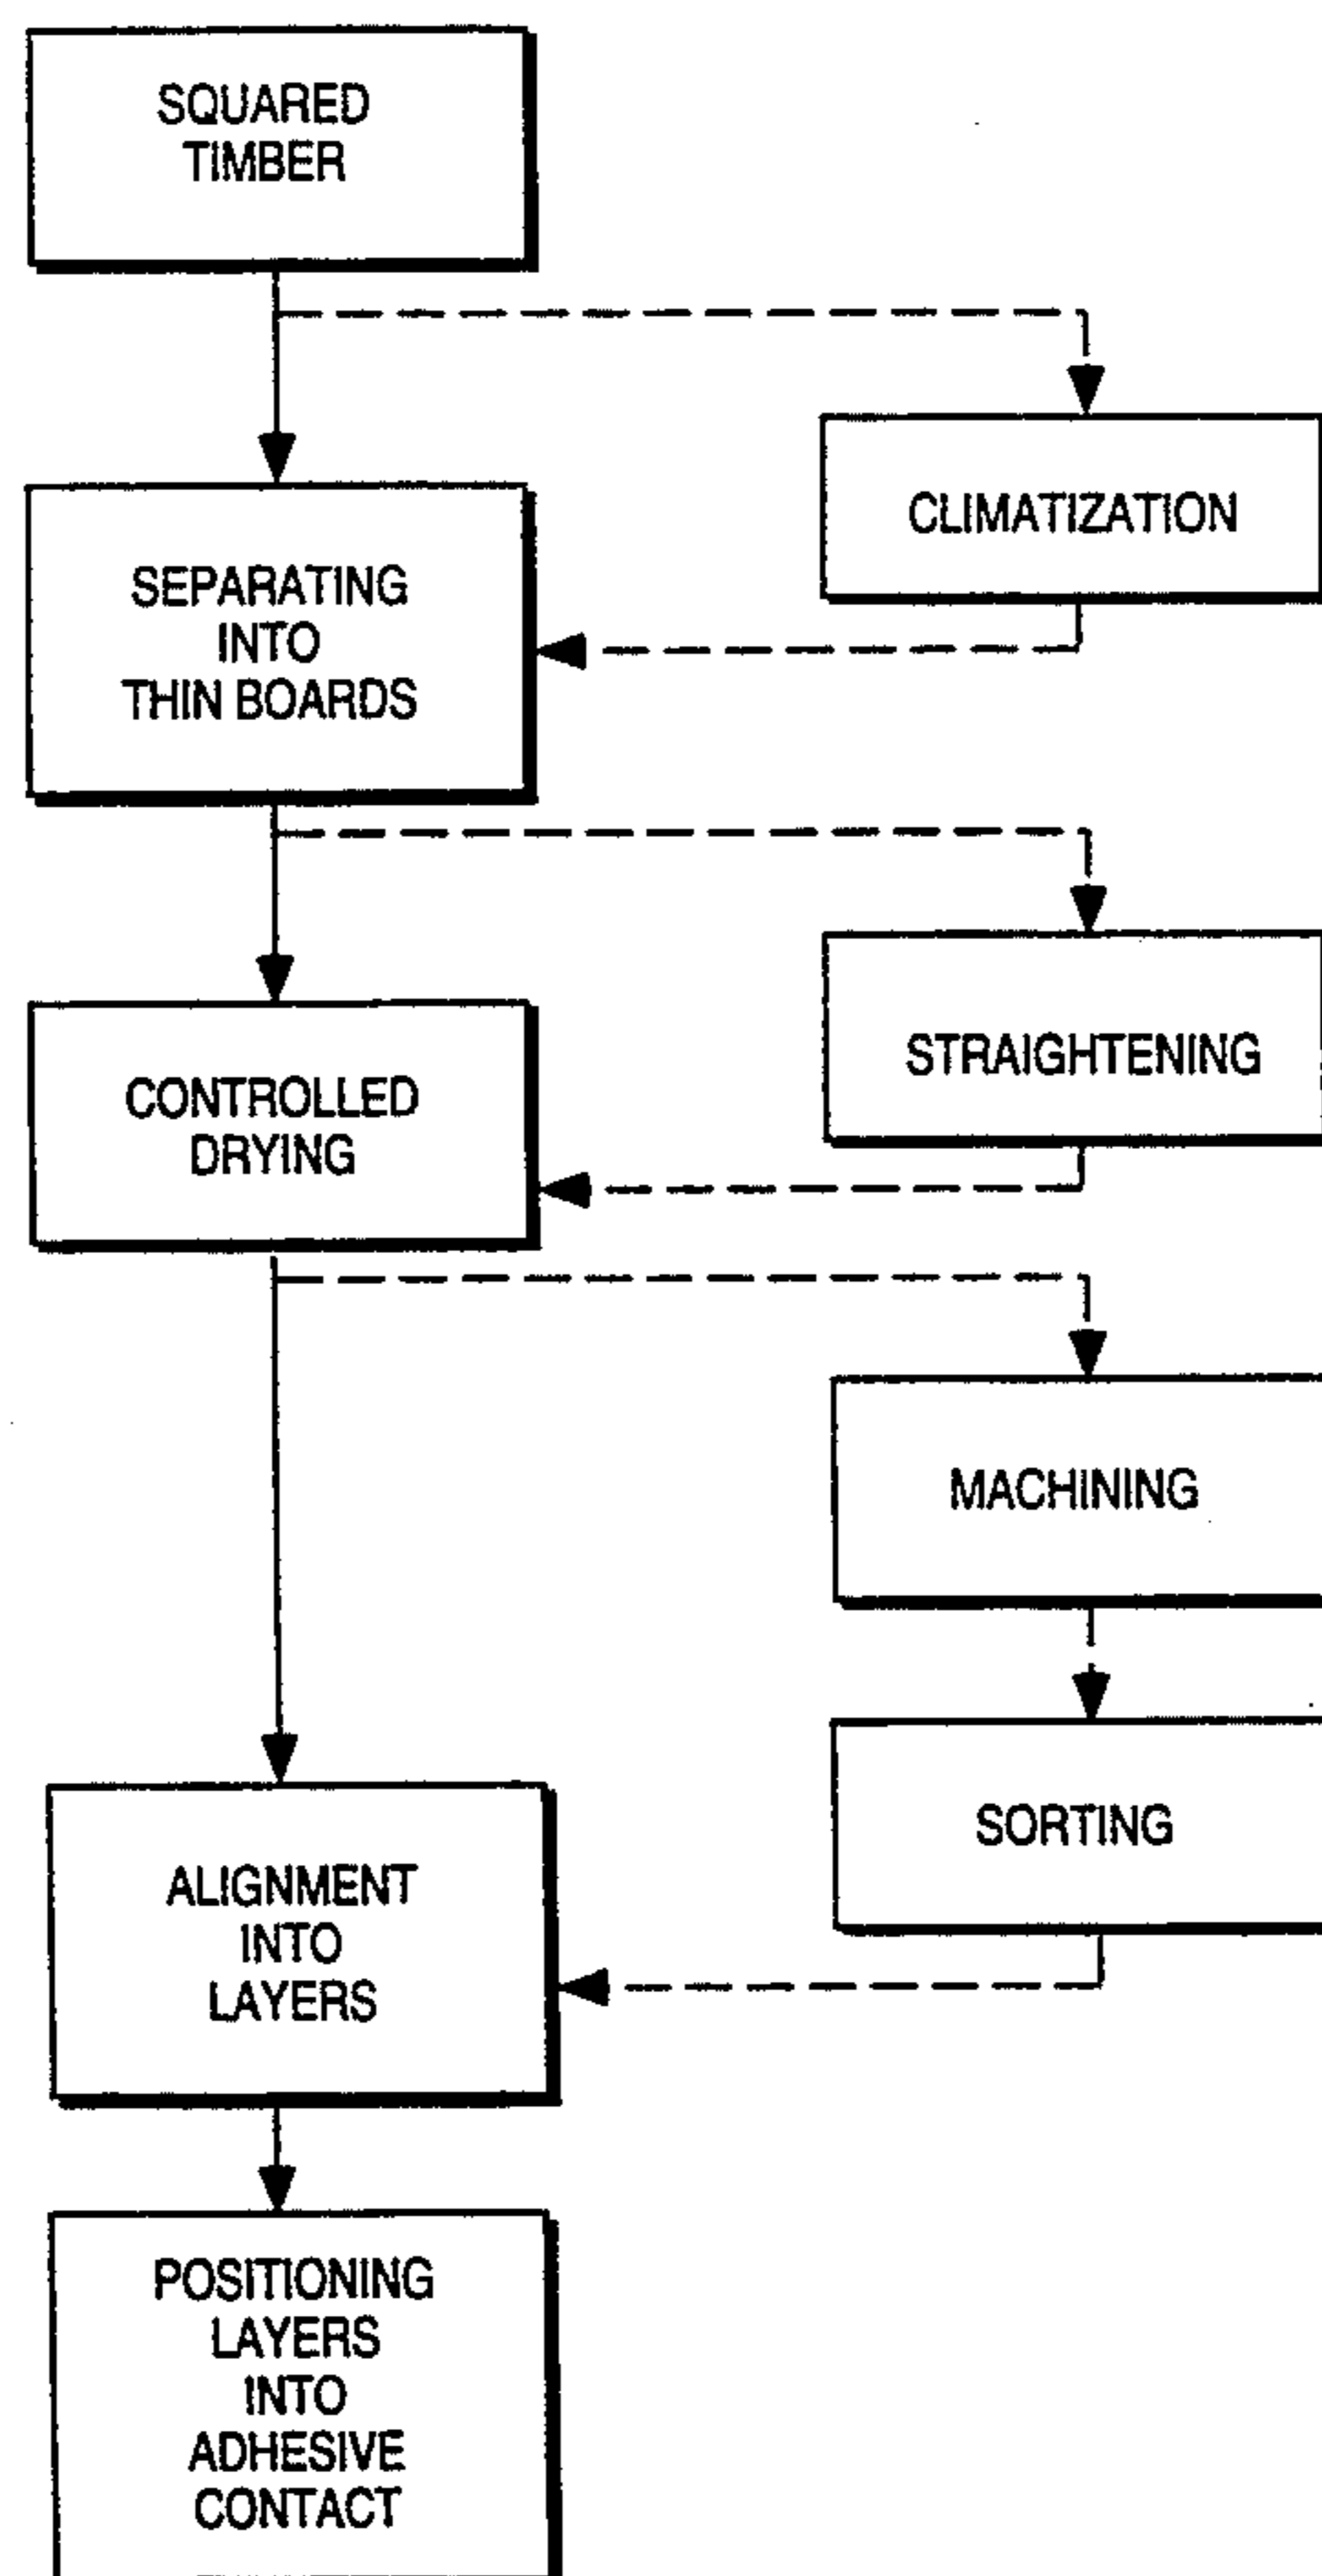 SQUARED
TIMBER
CLIMATIZATION
SEPARATING
INTO
THIN BOARDS
STRAIGHTENING
CONTROLLED
DRYING
MACHINING
SORTING
ALIGNMENT
INTO
LAYERS
POSITIONING
LAYERS
INTO
ADHESIVE
CONTACT